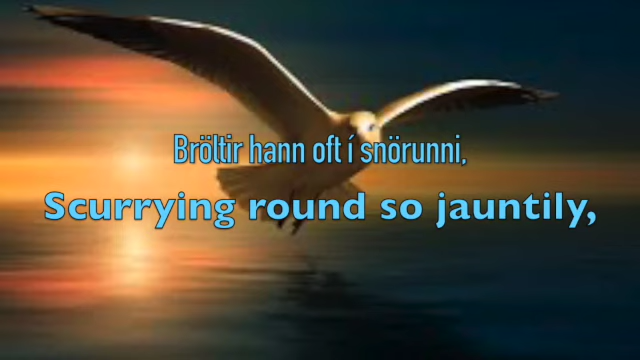 Bröltir hann oft í snörunni,
Scurrying round so jauntily,